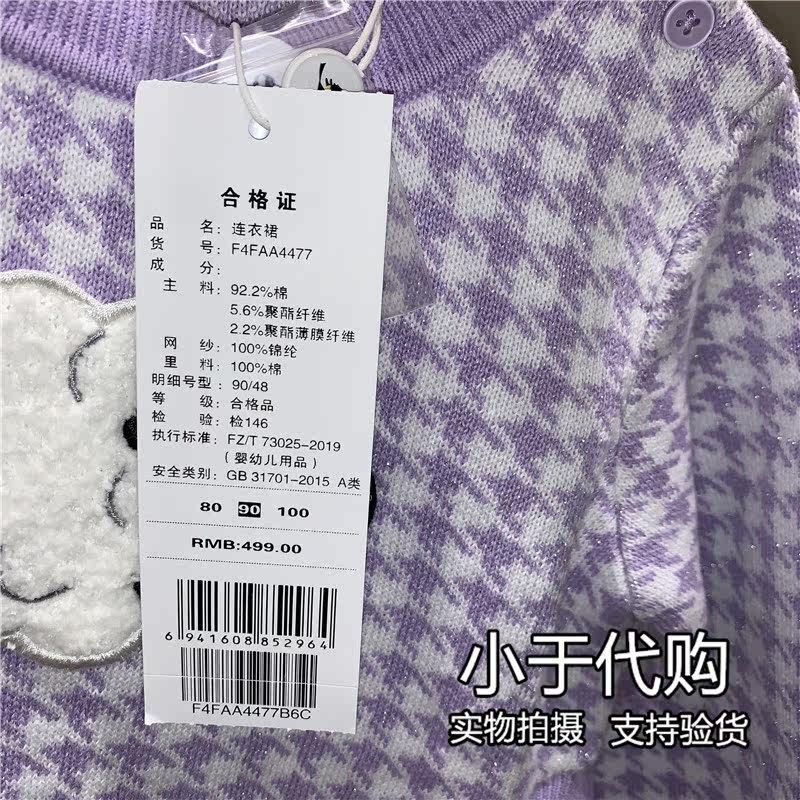 合格证
品 名：连衣裙
货 号：F4FAA4477
成 分：
主 料：92.2%棉
5.6%聚酯纤维
2.2%聚酯薄膜纤维
网 纱：100%锦纶
里 料：100%棉
明细号型：90/48
等 级：合格品
检 验：检146
执行标准：FZ/T 73025-2019
（婴幼儿用品）
安全类别：GB 31701-2015 A类
80 90 100
RMB:499.00
6 941608 852964
F4FAA4477B6C
小于代购
实物拍摄 支持验货